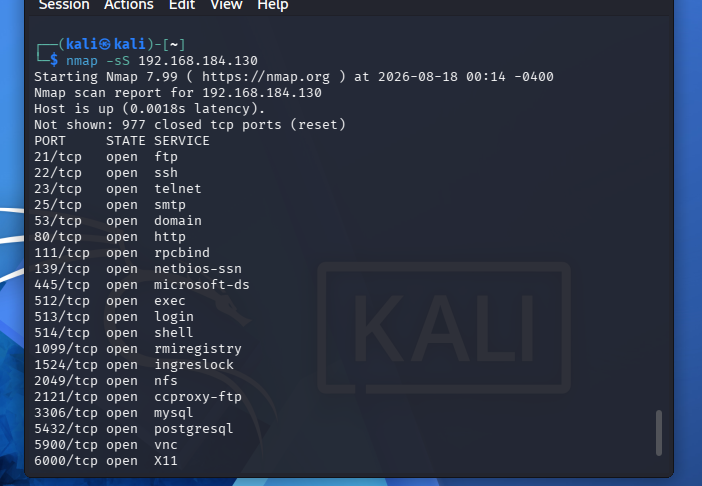 Session Actions Edit View Help
┌──(kali㉿kali)-[~]
└─$ nmap -sS 192.168.184.130
Starting Nmap 7.99 ( https://nmap.org ) at 2026-08-18 00:14 -0400
Nmap scan report for 192.168.184.130
Host is up (0.0018s latency).
Not shown: 977 closed tcp ports (reset)
PORT     STATE SERVICE
21/tcp   open  ftp
22/tcp   open  ssh
23/tcp   open  telnet
25/tcp   open  smtp
53/tcp   open  domain
80/tcp   open  http
111/tcp  open  rpcbind
139/tcp  open  netbios-ssn
445/tcp  open  microsoft-ds
512/tcp  open  exec
513/tcp  open  login
514/tcp  open  shell
1099/tcp open  rmiregistry
1524/tcp open  ingreslock
2049/tcp open  nfs
2121/tcp open  ccproxy-ftp
3306/tcp open  mysql
5432/tcp open  postgresql
5900/tcp open  vnc
6000/tcp open  X11
KALI